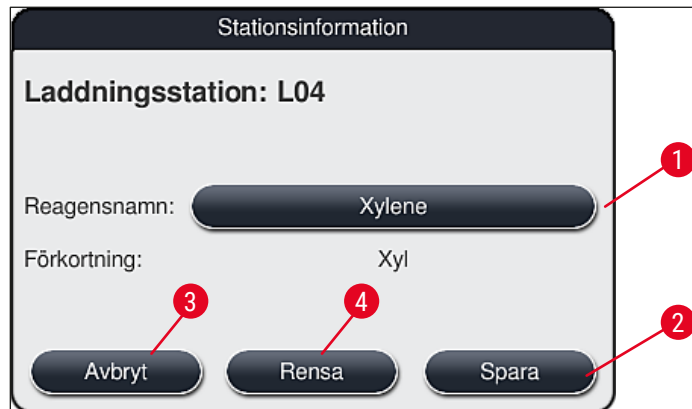 Stationsinformation
Laddningsstation: L04
Reagensnamn: Xylene
1
Förkortning: Xyl
3
4
2
Avbryt Rensa Spara